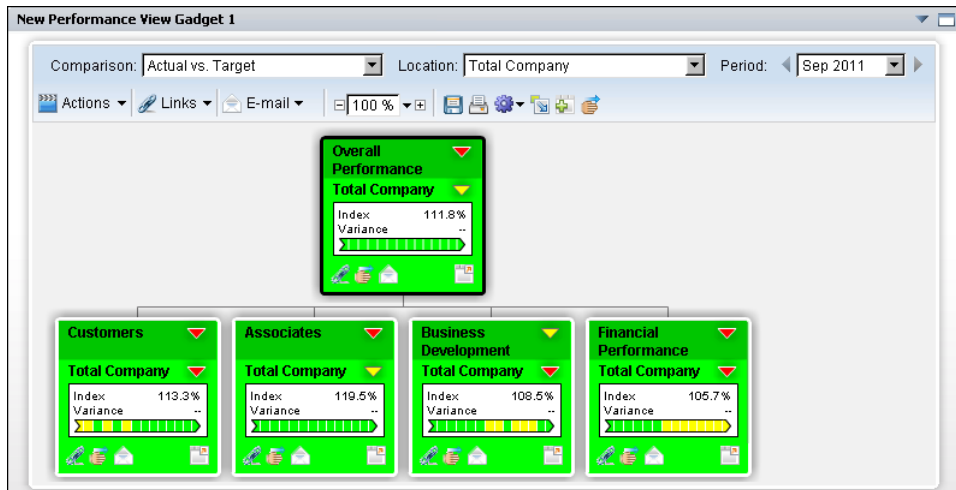 New Performance View Gadget 1
Comparison: Actual vs. Target Location: Total Company Period: Sep 2011
Actions Links E-mail 100 %
Overall
Performance
Total Company
Index 111.8%
Variance --
Customers
Total Company
Index 113.3%
Variance --
Associates
Total Company
Index 119.5%
Variance --
Business
Development
Total Company
Index 108.5%
Variance --
Financial
Performance
Total Company
Index 105.7%
Variance --